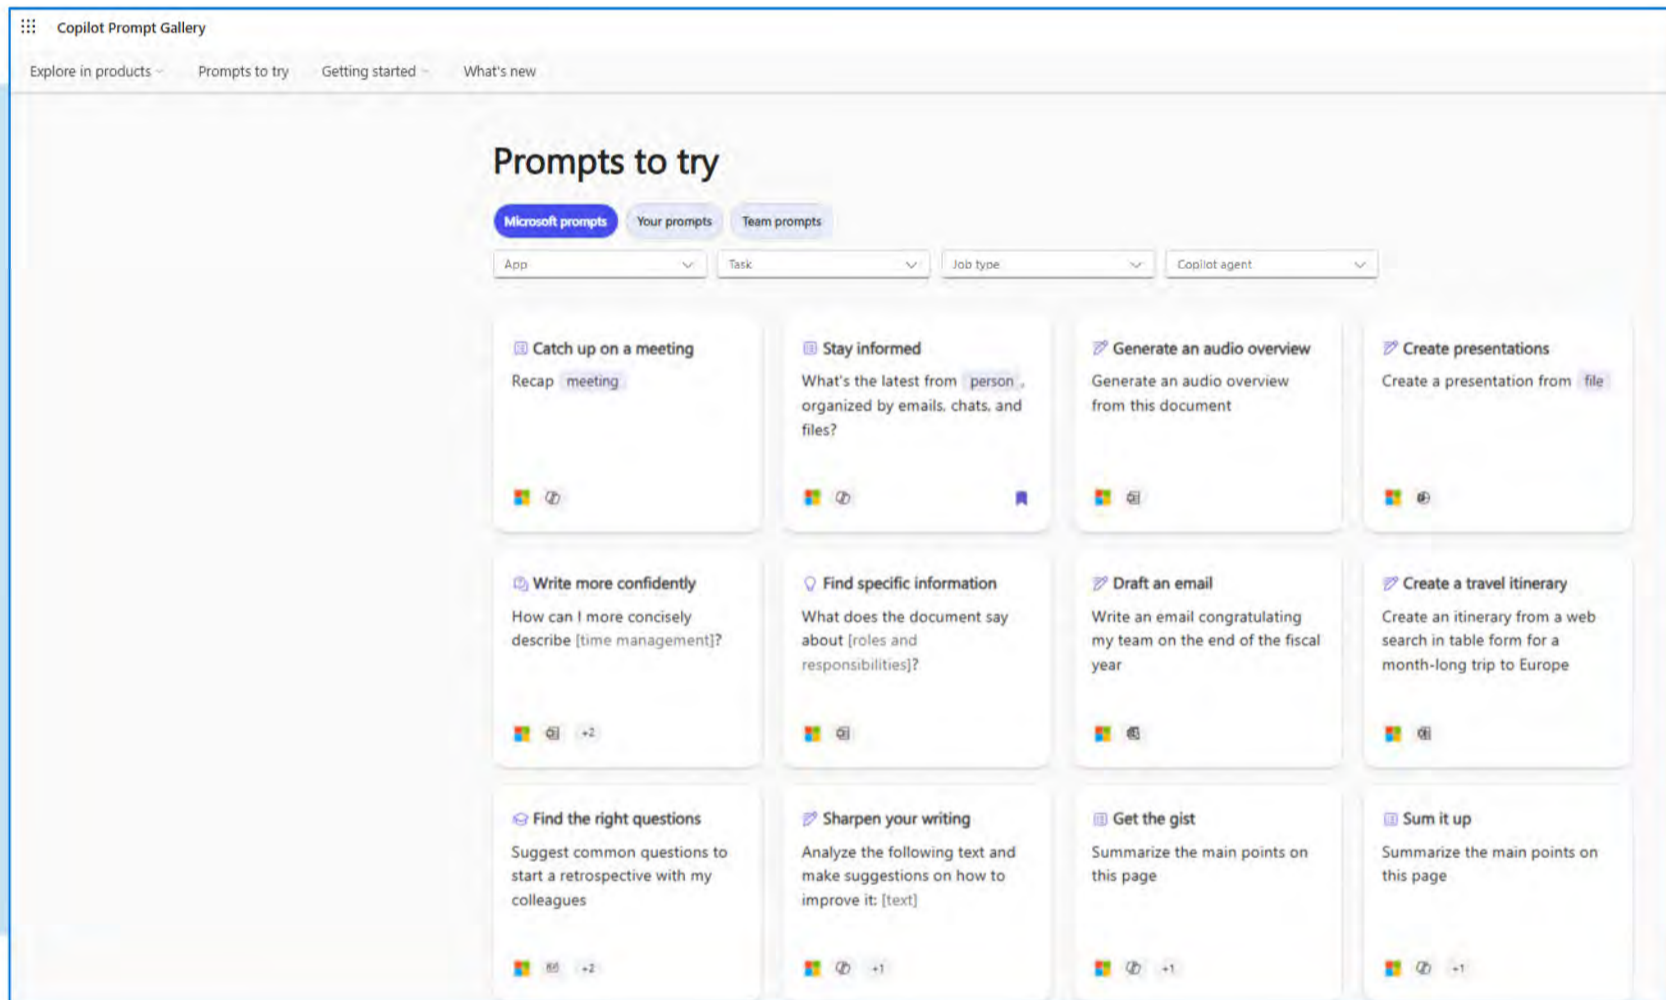 Copilot Prompt Gallery
Explore in products
Prompts to try
Getting started
What's new
Prompts to try
Microsoft prompts
Your prompts
Team prompts
App
Task
Job type
Copilot agent
Catch up on a meeting
Recap meeting
Stay informed
What's the latest from person ,
organized by emails, chats, and
files?
Generate an audio overview
Generate an audio overview
from this document
Create presentations
Create a presentation from file
Write more confidently
How can I more concisely
describe [time management]?
+2
Find specific information
What does the document say
about [roles and
responsibilities]?
Draft an email
Write an email congratulating
my team on the end of the fiscal
year
Create a travel itinerary
Create an itinerary from a web
search in table form for a
month-long trip to Europe
Find the right questions
Suggest common questions to
start a retrospective with my
colleagues
+2
Sharpen your writing
Analyze the following text and
make suggestions on how to
improve it: [text]
+1
Get the gist
Summarize the main points on
this page
+1
Sum it up
Summarize the main points on
this page
+1